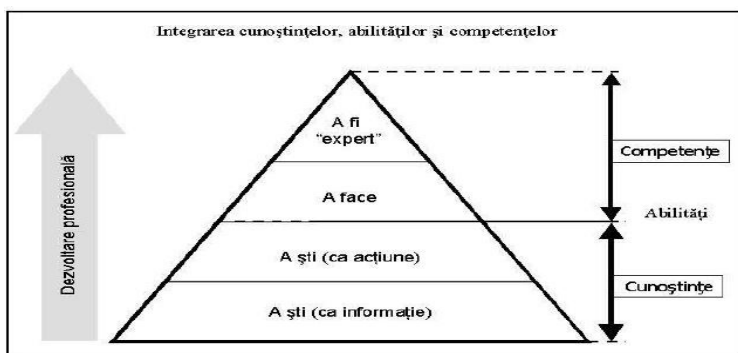 Integrarea cunoştinţelor, abilităţilor şi competenţelor
Dezvoltare profesională
A fi
"expert"
A face
A şti (ca acţiune)
A şti (ca informaţie)
Competenţe
Abilităţi
Cunoştinţe